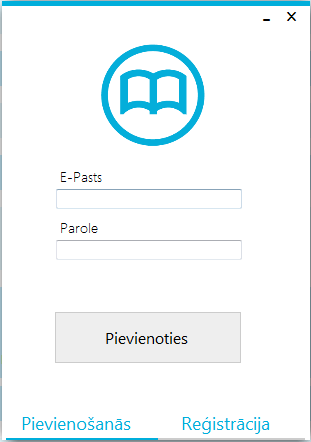 E-Pasts
Parole
Pievienoties
Pievienošanās
Reģistrācija